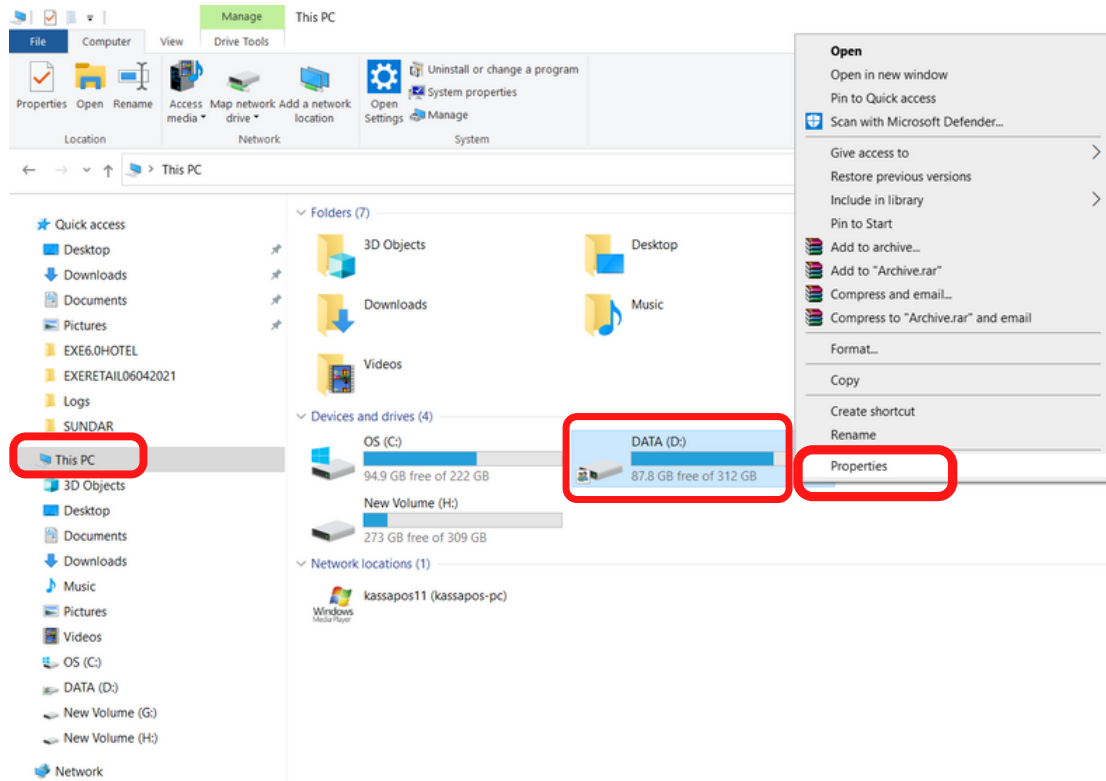 Manage
This PC
File
Computer
View
Drive Tools
Properties
Open
Rename
Access media
Map network drive
Add a network location
Open Settings
Uninstall or change a program
System properties
Manage
Location
Network
System
This PC
Quick access
Desktop
Downloads
Documents
Pictures
EXE6.0HOTEL
EXERETAIL06042021
Logs
SUNDAR
This PC
3D Objects
Desktop
Documents
Downloads
Music
Pictures
Videos
OS (C:)
DATA (D:)
New Volume (G:)
New Volume (H:)
Network
Folders (7)
3D Objects
Desktop
Downloads
Music
Videos
Devices and drives (4)
OS (C:)
94.9 GB free of 222 GB
DATA (D:)
87.8 GB free of 312 GB
New Volume (H:)
273 GB free of 309 GB
Network locations (1)
Windows
Media Player
kassapos11 (kassapos-pc)
Open
Open in new window
Pin to Quick access
Scan with Microsoft Defender...
Give access to
Restore previous versions
Include in library
Pin to Start
Add to archive...
Add to "Archive.rar"
Compress and email...
Compress to "Archive.rar" and email
Format...
Copy
Create shortcut
Rename
Properties